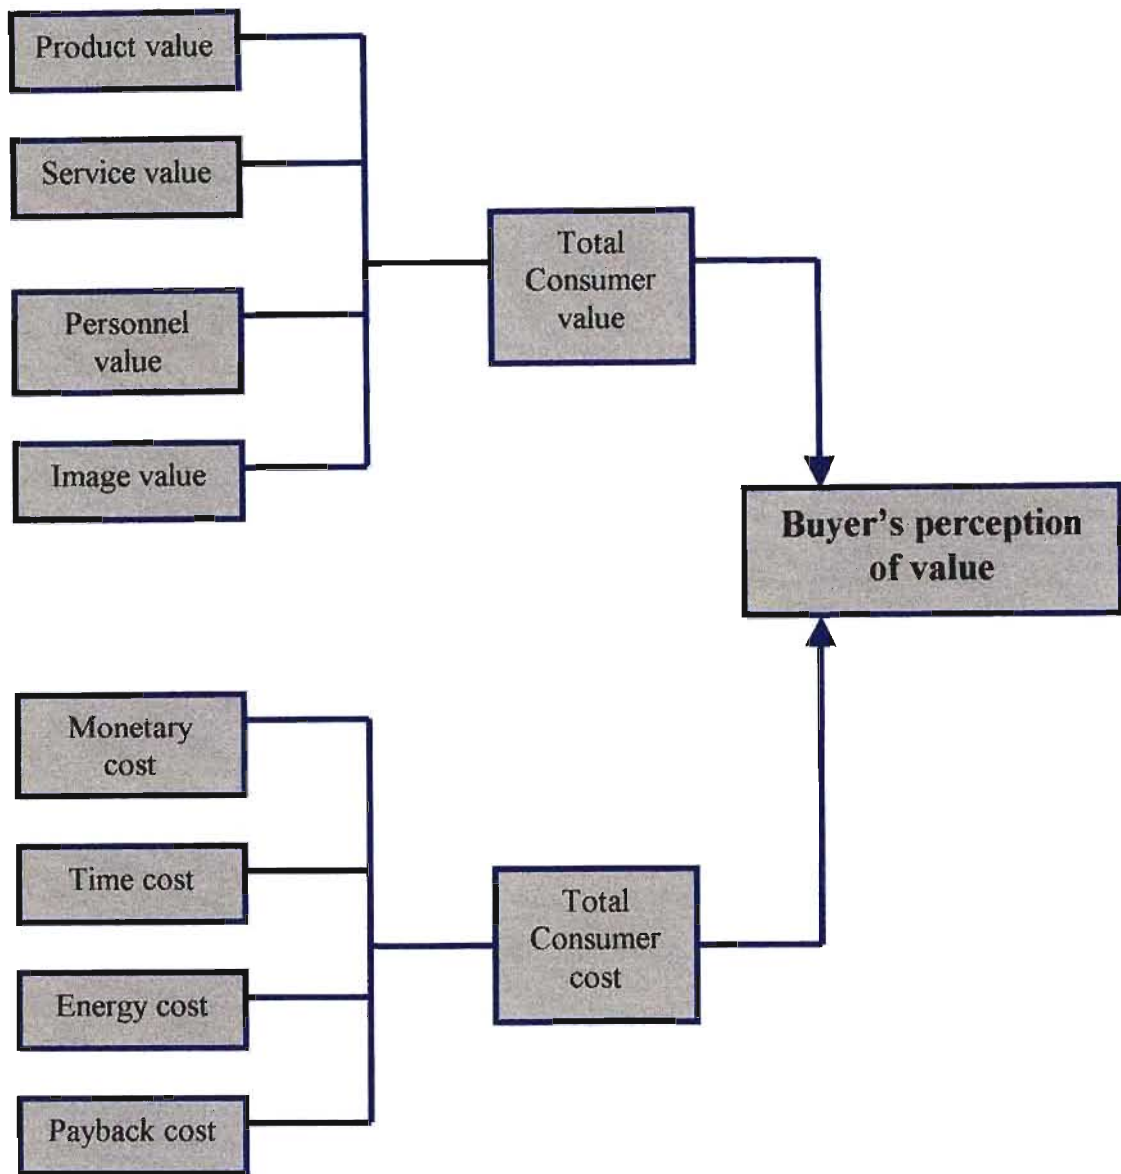 Product value
Service value
Personnel
value
Image value
Total
Consumer
value
Buyer's perception
of value
Monetary
cost
Time cost
Energy cost
Payback cost
Total
Consumer
cost